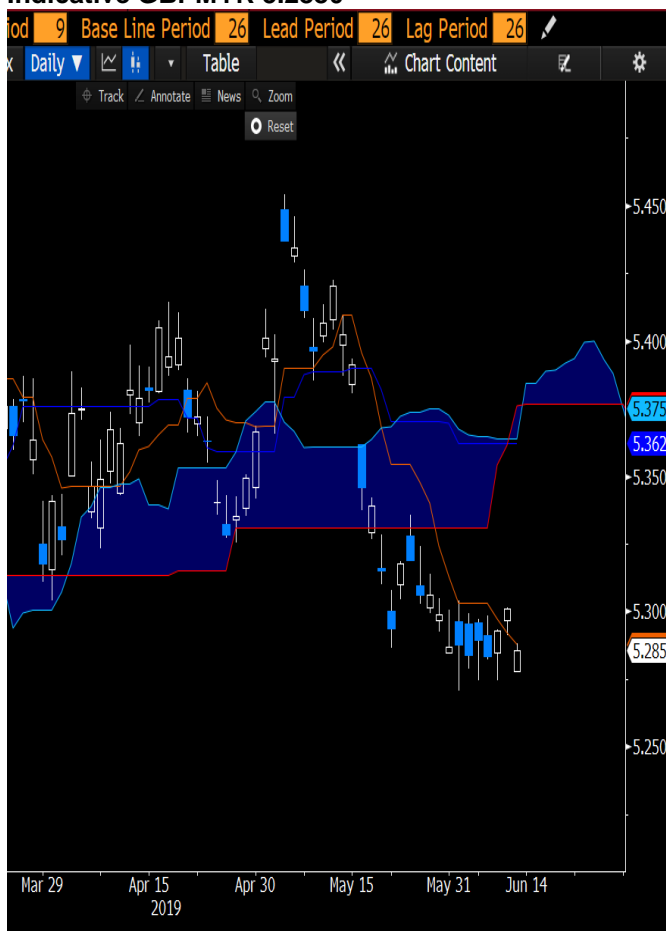 iod 9 Base Line Period 26 Lead Period 26 Lag Period 26
x Daily ▼ Table « Chart Content
Track Annotate News Zoom
Reset
5.450
5.400
5.375
5.362
5.350
5.300
5.285
5.250
Mar 29 Apr 15 Apr 30 May 15 May 31 Jun 14
2019